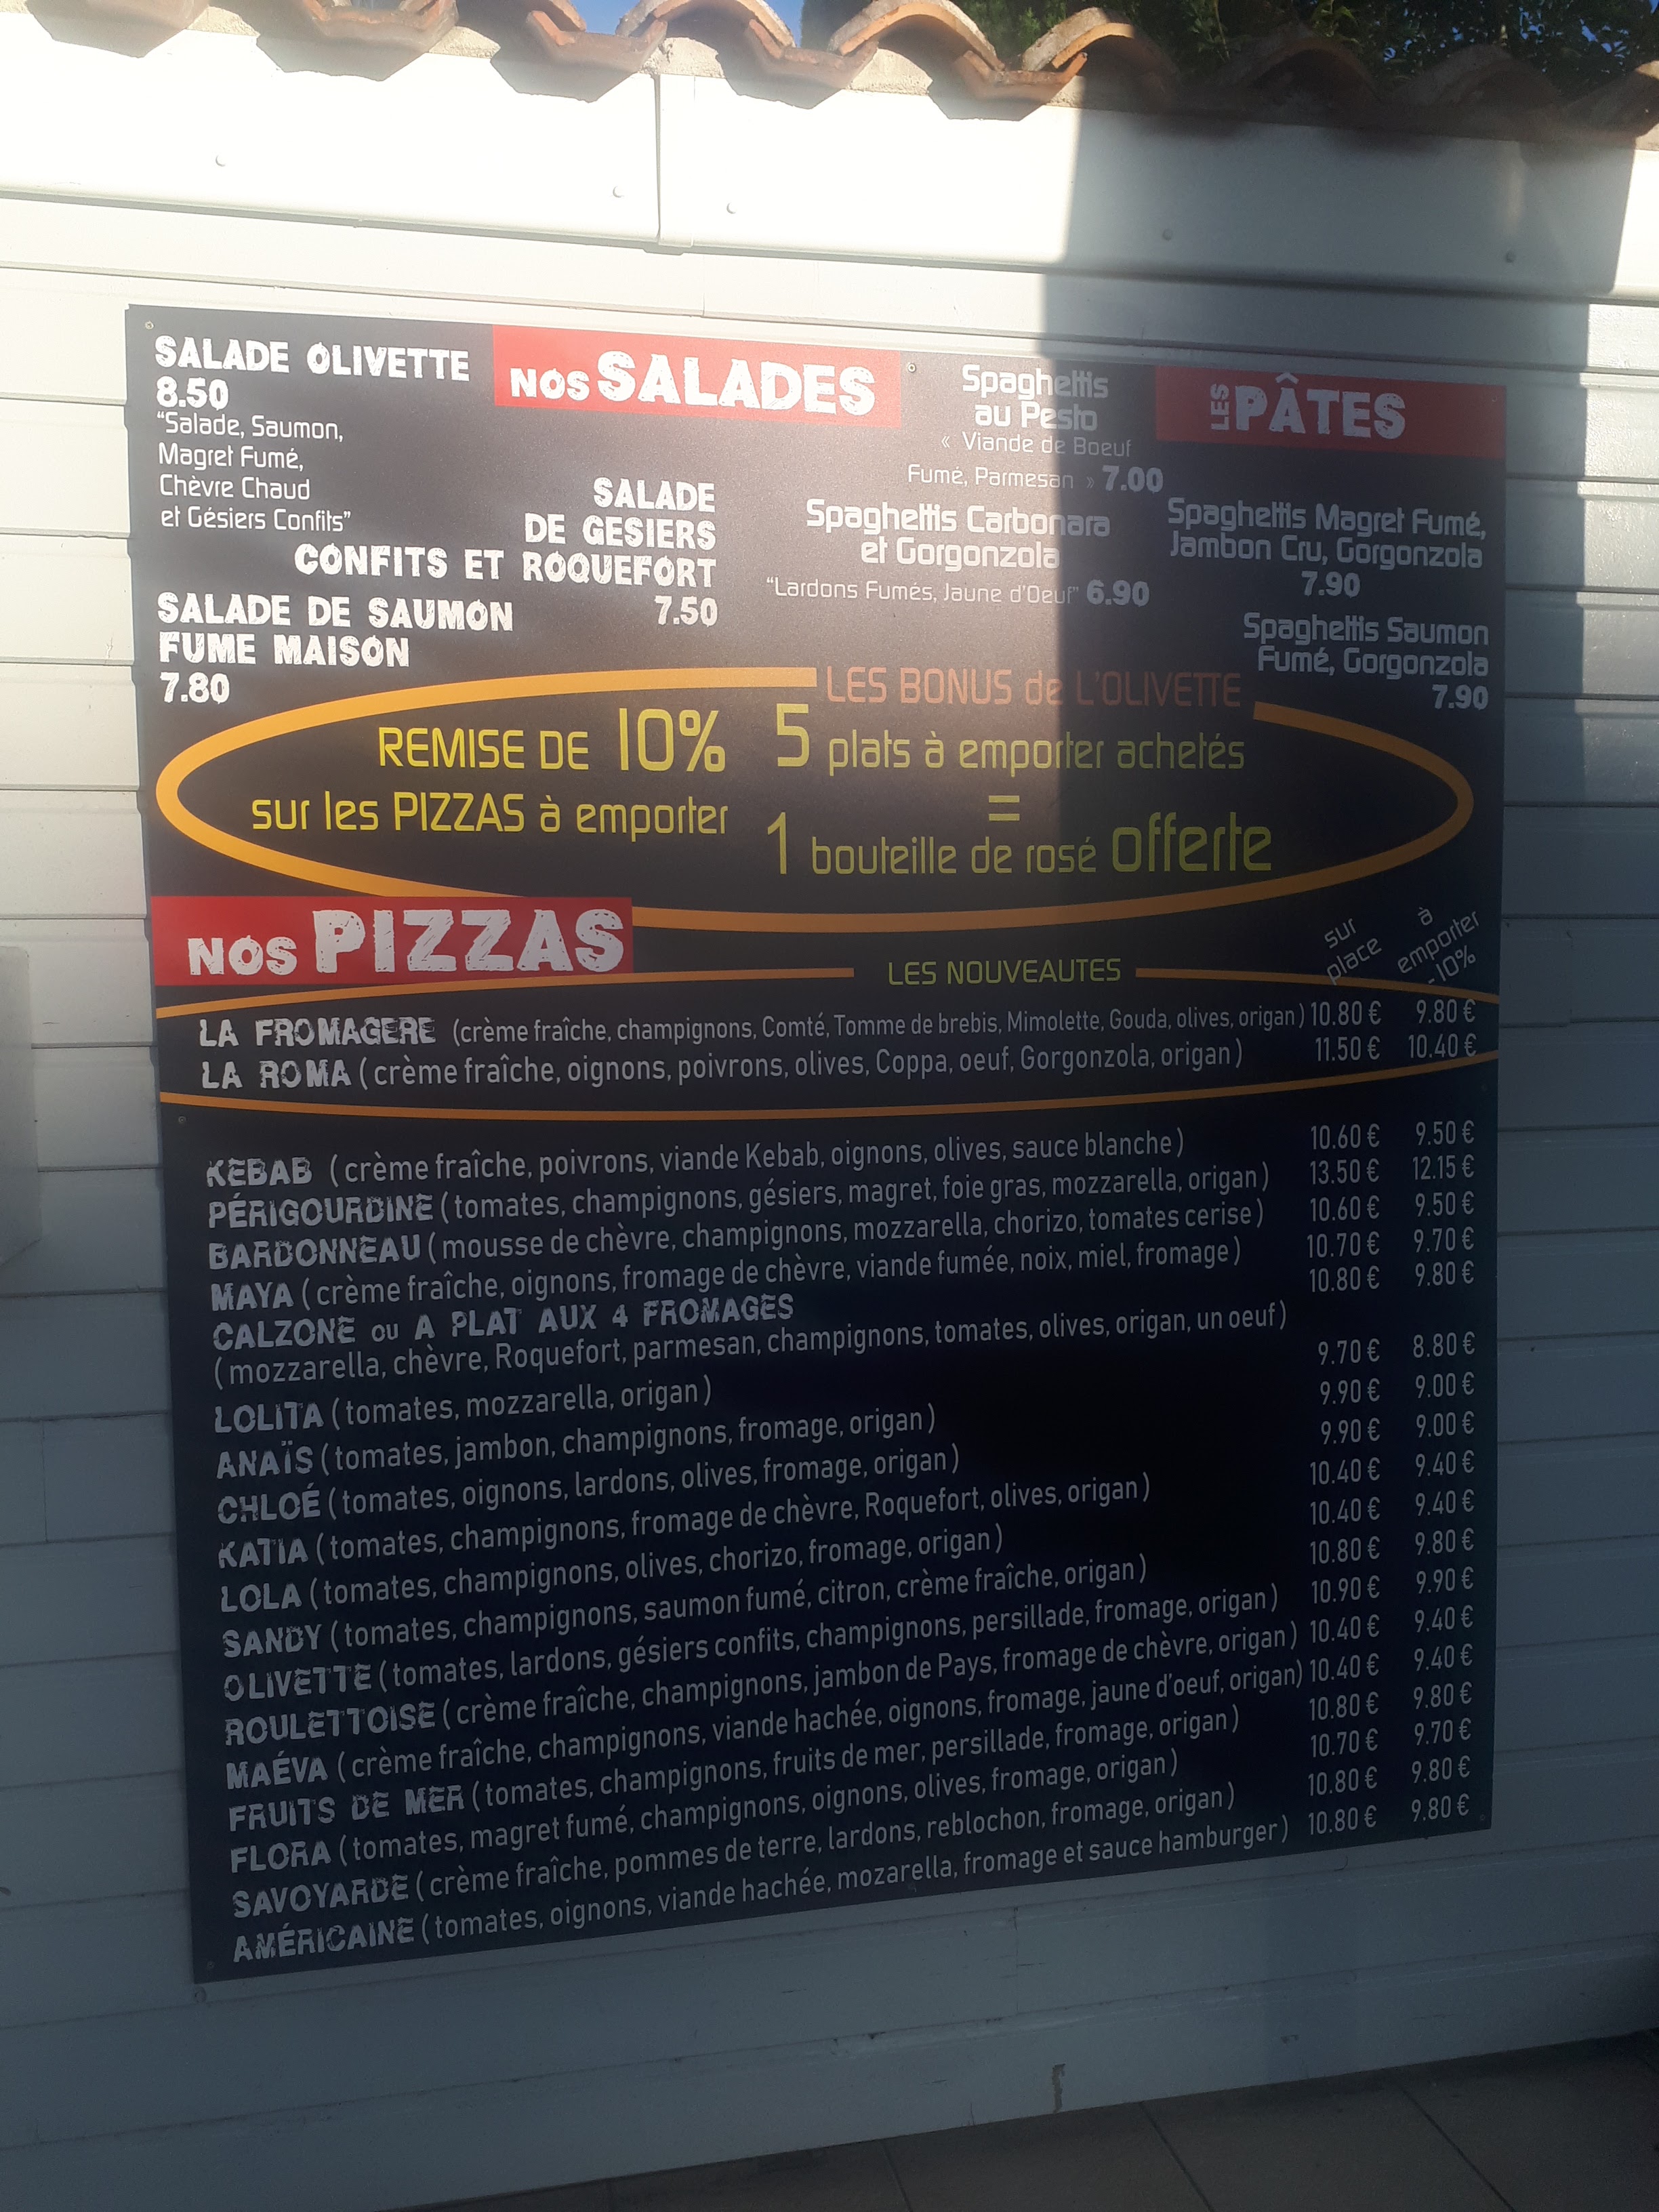 SALADE OLIVETTE
8.50
“Salade, Saumon,
Magret Fumé,
Chèvre Chaud
et Gésiers Confits”
NOS SALADES
SALADE
DE GESIERS
CONFITS ET ROQUEFORT
7.50
SALADE DE SAUMON
FUME MAISON
7.80
LES PÂTES
Spaghettis
au Pesto
« Viande de Boeuf
Fumé, Parmesan » 7.00
Spaghettis Carbonara
et Gorgonzola
“Lardons Fumés, Jaune d'Oeuf” 6.90
Spaghettis Magret Fumé,
Jambon Cru, Gorgonzola
7.90
Spaghettis Saumon
Fumé, Gorgonzola
7.90
LES BONUS de L'OLIVETTE
REMISE DE 10%
sur les PIZZAS à emporter
5 plats à emporter achetés
=
1 bouteille de rosé offerte
NOS PIZZAS
sur
place
à
emporter
-10%
LES NOUVEAUTES
LA FROMAGERE (crème fraîche, champignons, Comté, Tomme de brebis, Mimolette, Gouda, olives, origan) 10.80 € 9.80 €
LA ROMA (crème fraîche, oignons, poivrons, olives, Coppa, oeuf, Gorgonzola, origan) 11.50 € 10.40 €
KEBAB (crème fraîche, poivrons, viande Kebab, oignons, olives, sauce blanche) 10.60 € 9.50 €
PÉRIGOURDINE (tomates, champignons, gésiers, magret, foie gras, mozzarella, origan) 13.50 € 12.15 €
BARDONNEAU (mousse de chèvre, champignons, mozzarella, chorizo, tomates cerise) 10.60 € 9.50 €
MAYA (crème fraîche, oignons, fromage de chèvre, viande fumée, noix, miel, fromage) 10.70 € 9.70 €
CALZONE OU A PLAT AUX 4 FROMAGES 10.80 € 9.80 €
(mozzarella, chèvre, Roquefort, parmesan, champignons, tomates, olives, origan, un oeuf)
LOLITA (tomates, mozzarella, origan) 9.70 € 8.80 €
ANAÏS (tomates, jambon, champignons, fromage, origan) 9.90 € 9.00 €
CHLOÉ (tomates, oignons, lardons, olives, fromage, origan) 9.90 € 9.00 €
KATIA (tomates, champignons, fromage de chèvre, Roquefort, olives, origan) 10.40 € 9.40 €
LOLA (tomates, champignons, olives, chorizo, fromage, origan) 10.40 € 9.40 €
SANDY (tomates, champignons, saumon fumé, citron, crème fraîche, origan) 10.80 € 9.80 €
OLIVETTE (tomates, lardons, gésiers confits, champignons, persillade, fromage, origan) 10.90 € 9.90 €
ROULETTOISE (crème fraîche, champignons, jambon de Pays, fromage de chèvre, origan) 10.40 € 9.40 €
MAÉVA (crème fraîche, champignons, viande hachée, oignons, fromage, jaune d'oeuf, origan) 10.40 € 9.40 €
FRUITS DE MER (tomates, champignons, fruits de mer, persillade, fromage, origan) 10.80 € 9.80 €
FLORA (tomates, magret fumé, champignons, oignons, olives, fromage, origan) 10.70 € 9.70 €
SAVOYARDE (crème fraîche, pommes de terre, lardons, reblochon, fromage, origan) 10.80 € 9.80 €
AMÉRICAINE (tomates, oignons, viande hachée, mozarella, fromage et sauce hamburger) 10.80 € 9.80 €